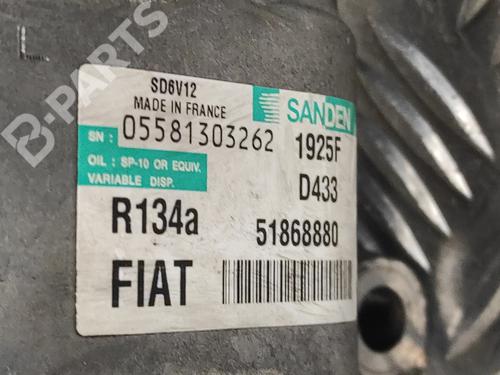 B-PARTS
SD6V12
MADE IN FRANCE
SANDEN
SN: 05581303262
1925F
OIL : SP-10 OR EQUIV.
VARIABLE DISP.
D433
R134a
51868880
FIAT